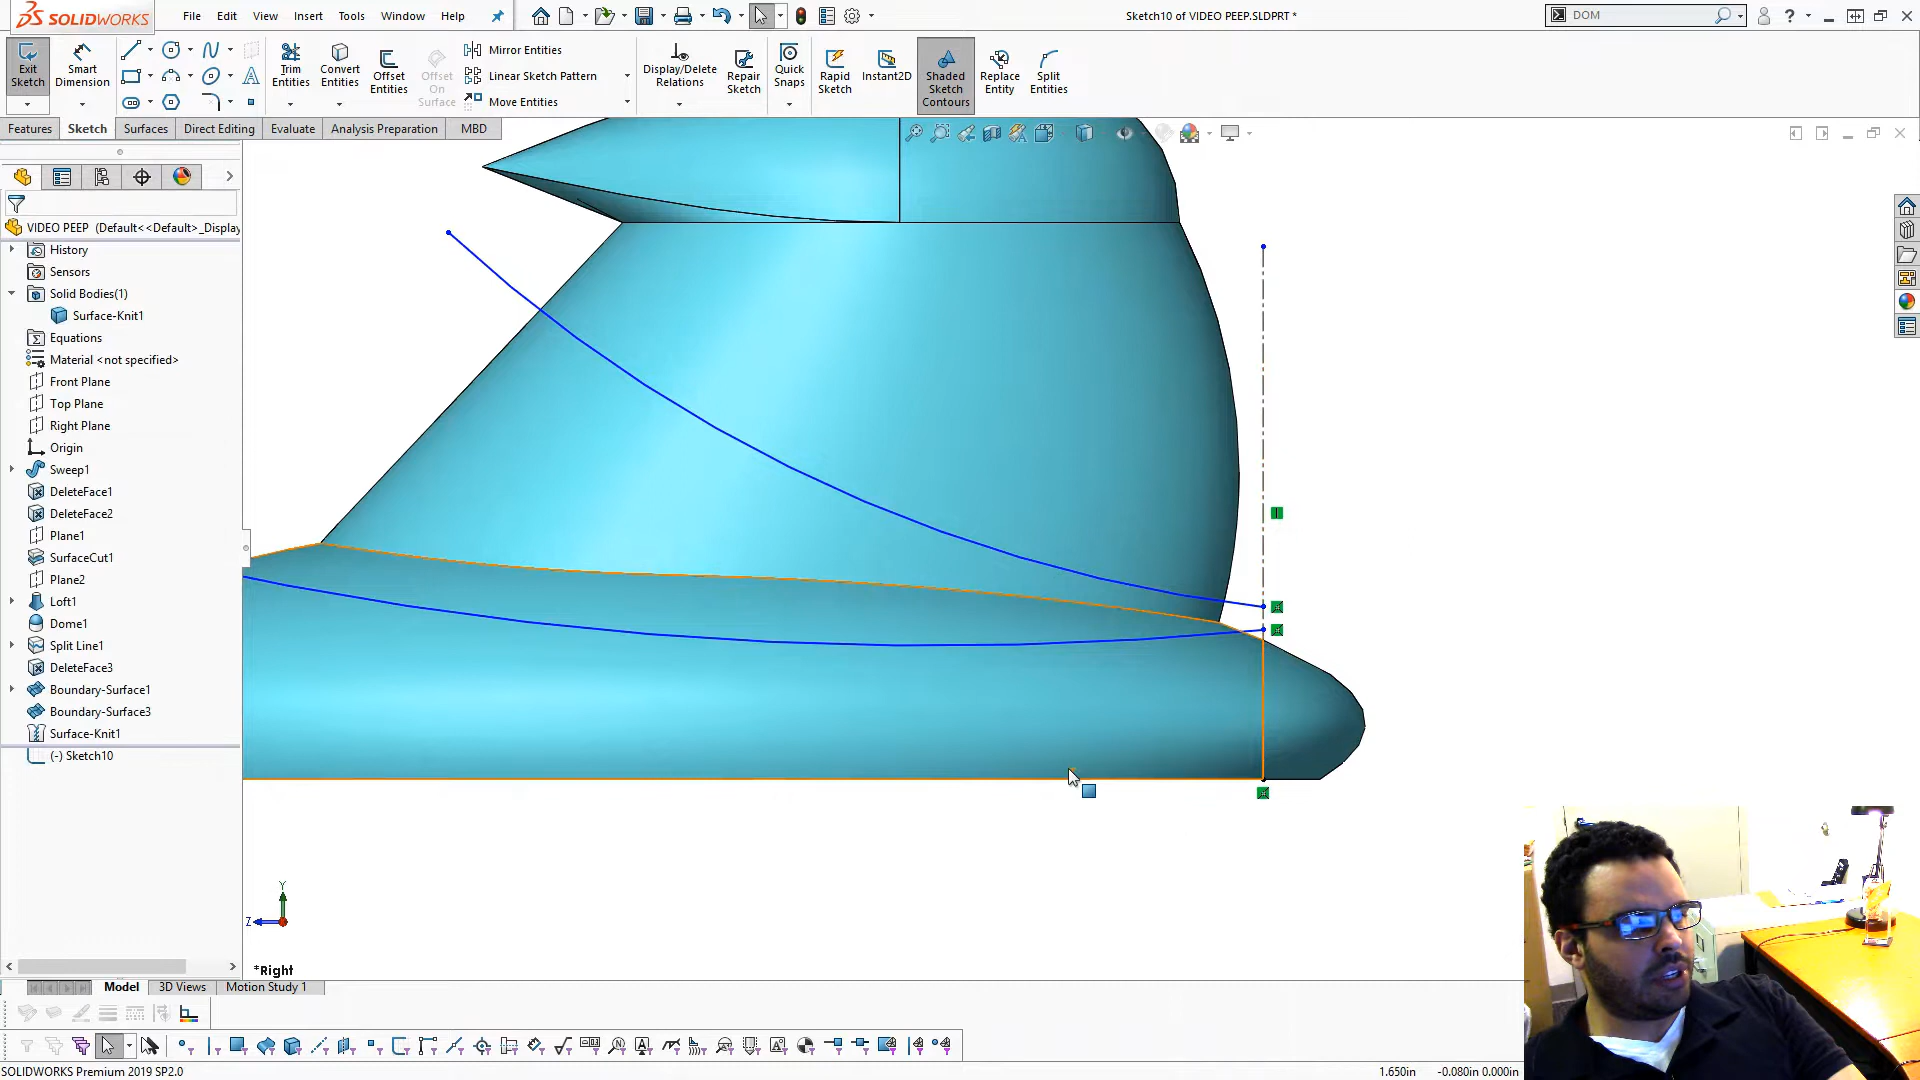 SOLIDWORKS
File Edit View Insert Tools Window Help
Sketch10 of VIDEO PEEP.SLDPRT *
DOM
Exit Sketch
Smart Dimension
Trim Entities
Convert Entities
Offset Entities
Offset On Surface
Mirror Entities
Linear Sketch Pattern
Move Entities
Display/Delete Relations
Repair Sketch
Quick Snaps
Rapid Sketch
Instant2D
Shaded Sketch Contours
Replace Entity
Split Entities
Features Sketch Surfaces Direct Editing Evaluate Analysis Preparation MBD
VIDEO PEEP (Default<<Default>_Display
History
Sensors
Solid Bodies(1)
Surface-Knit1
Equations
Material <not specified>
Front Plane
Top Plane
Right Plane
Origin
Sweep1
DeleteFace1
DeleteFace2
Plane1
SurfaceCut1
Plane2
Loft1
Dome1
Split Line1
DeleteFace3
Boundary-Surface1
Boundary-Surface3
Surface-Knit1
(-) Sketch10
Y
Z
*Right
Model 3D Views Motion Study 1
SOLIDWORKS Premium 2019 SP2.0
1.650in -0.080in 0.000in